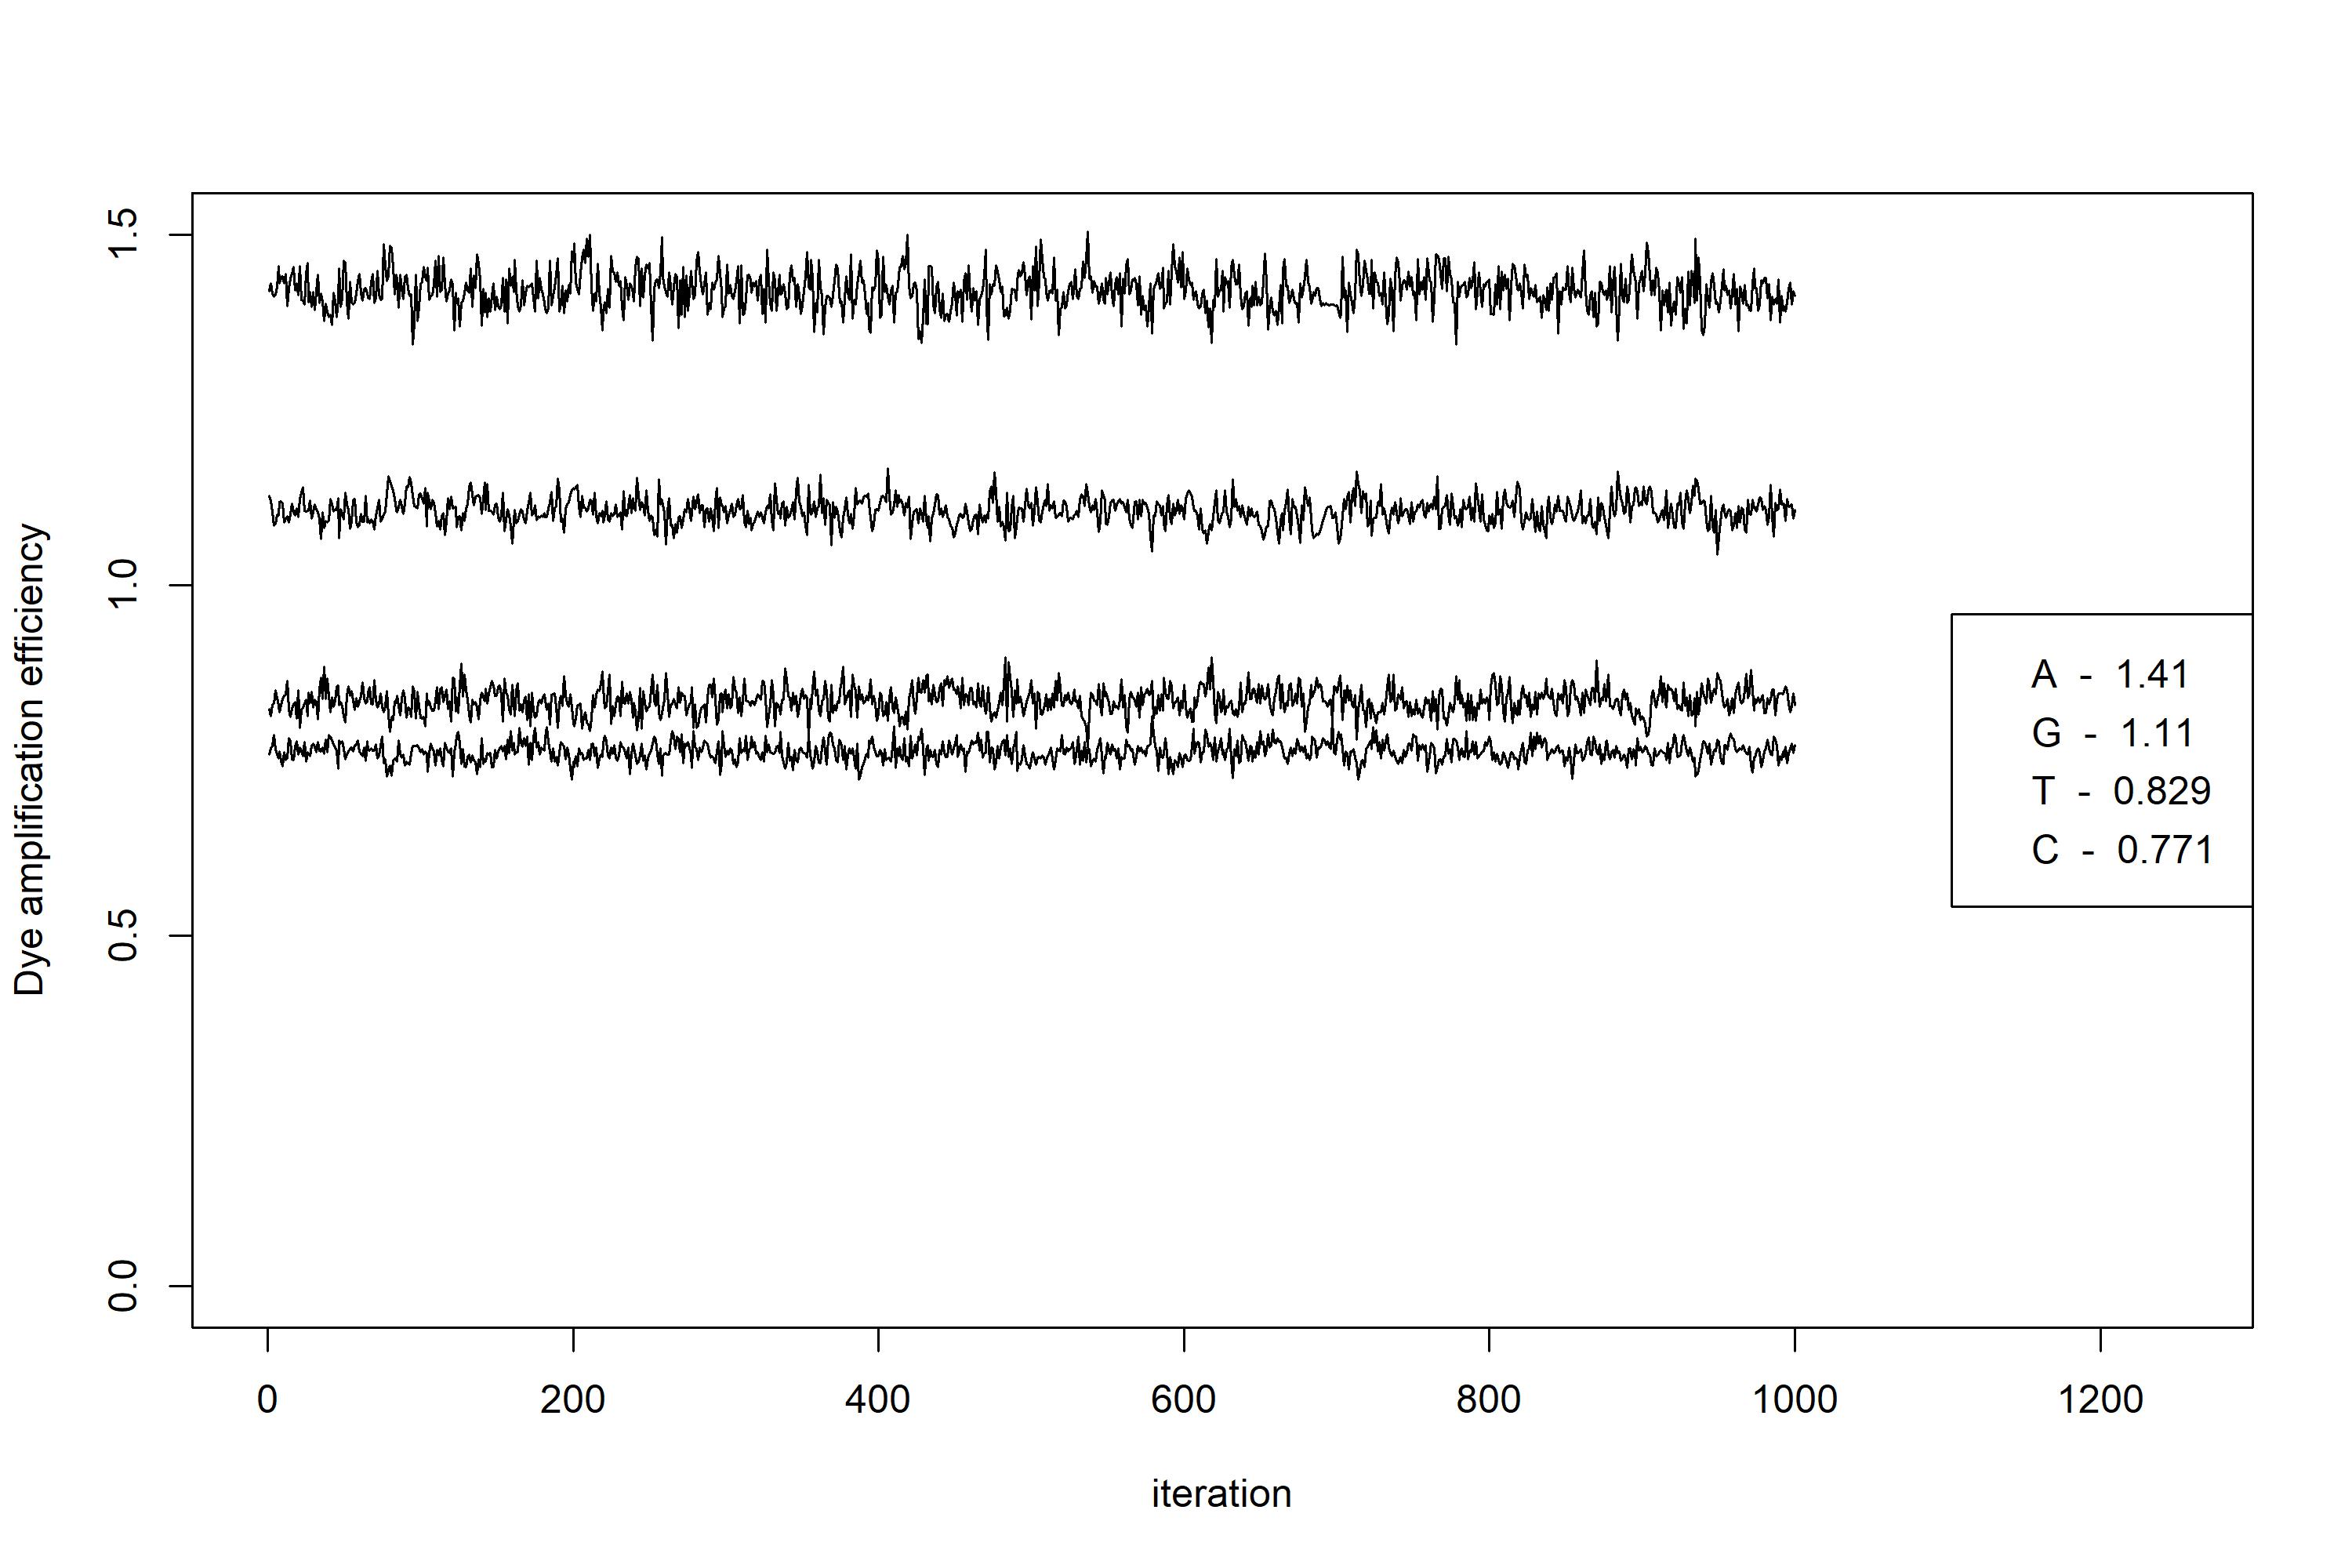 Dye amplification efficiency
1.5
1.0
0.5
0.0
A - 1.41
G - 1.11
T - 0.829
C - 0.771
0 200 400 600 800 1000 1200
iteration